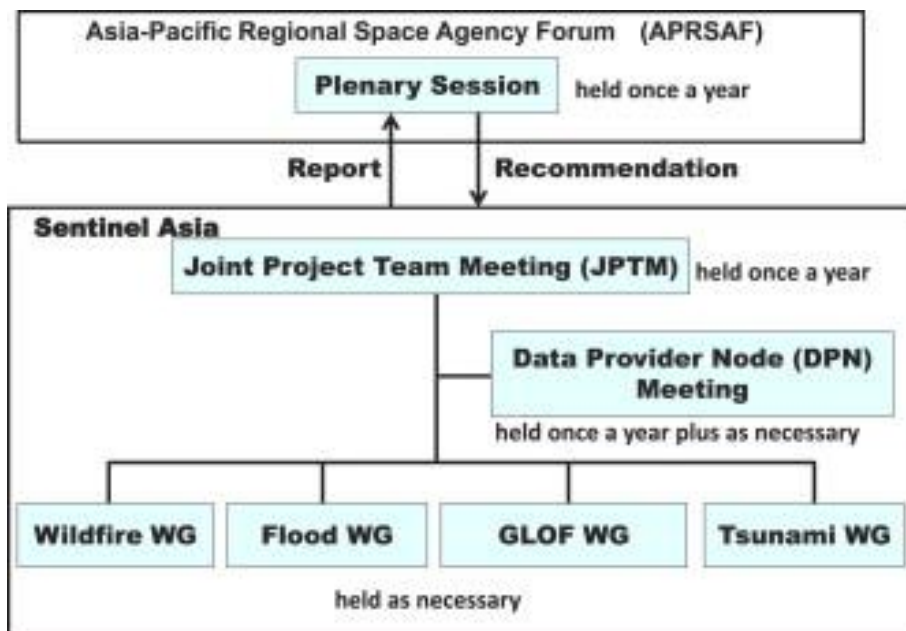 Asia-Pacific Regional Space Agency Forum (APRSAF)
Plenary Session
held once a year
Report
Recommendation
Sentinel Asia
Joint Project Team Meeting (JPTM)
held once a year
Data Provider Node (DPN)
Meeting
held once a year plus as necessary
Wildfire WG
Flood WG
GLOF WG
Tsunami WG
held as necessary